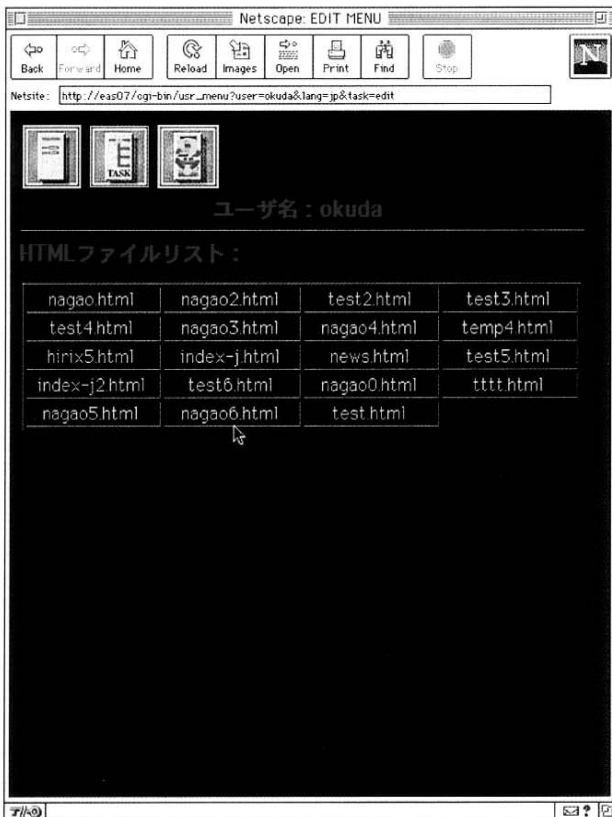 Netscape: EDIT MENU
Back Forward Home Reload Images Open Print Find Stop
N
Netsite: http://eas07/cgi-bin/usr_menu?user=okuda&lang=jp&task=edit
TASK
ユーザ名：okuda
HTMLファイルリスト：
nagao.html nagao2.html test2.html test3.html
test4.html nagao3.html nagao4.html temp4.html
hirix5.html index-j.html news.html test5.html
index-j2.html test6.html nagao0.html tttt.html
nagao5.html nagao6.html test.html
?